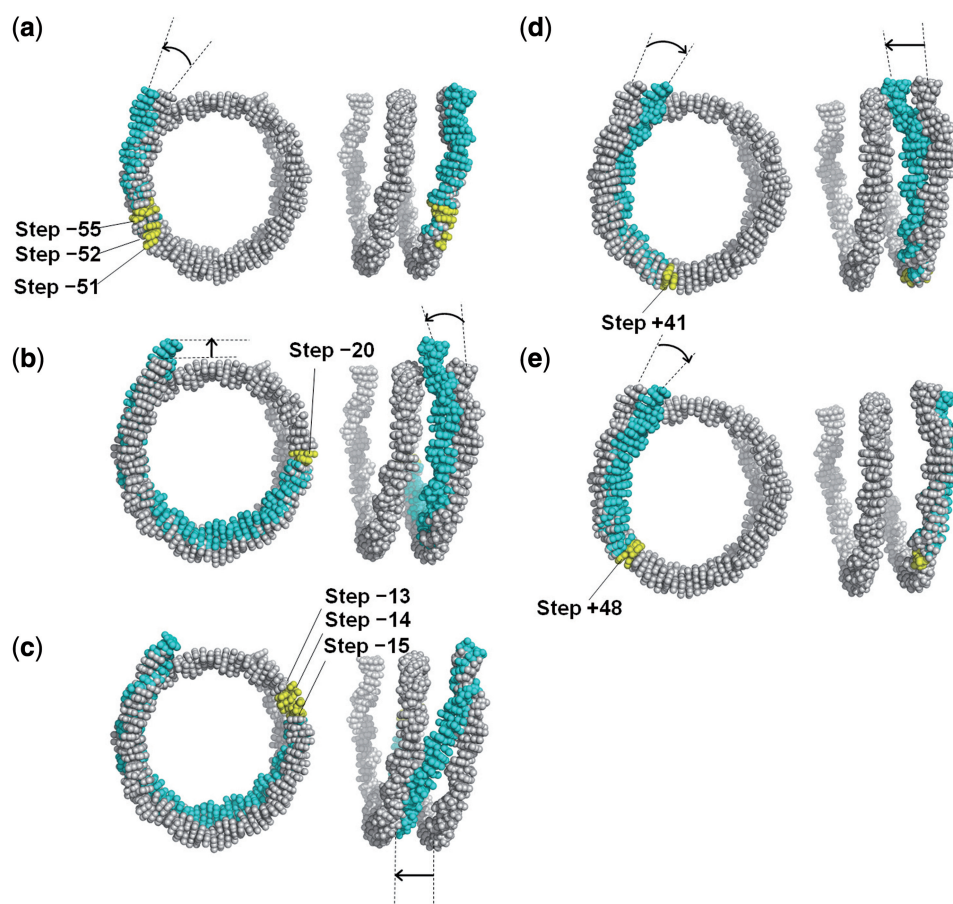 (a)
Step −55
Step −52
Step −51
(b)
Step −20
(c)
Step −13
Step −14
Step −15
(d)
Step +41
(e)
Step +48